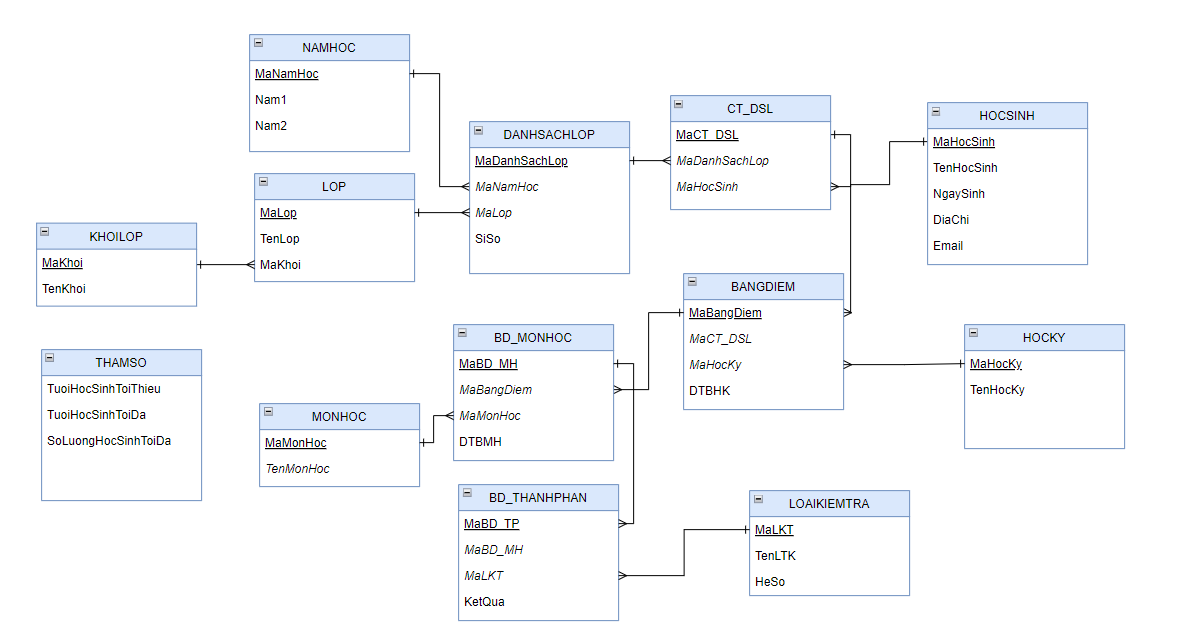 NAMHOC
MaNamHoc
Nam1
Nam2
DANHSACHLOP
MaDanhSachLop
MaNamHoc
MaLop
SiSo
CT_DSL
MaCT_DSL
MaDanhSachLop
MaHocSinh
HOCSINH
MaHocSinh
TenHocSinh
NgaySinh
DiaChi
Email
LOP
MaLop
TenLop
MaKhoi
KHOILOP
MaKhoi
TenKhoi
BANGDIEM
MaBangDiem
MaCT_DSL
MaHocKy
DTBHK
HOCKY
MaHocKy
TenHocKy
BD_MONHOC
MaBD_MH
MaBangDiem
MaMonHoc
DTBMH
THAMSO
TuoiHocSinhToiThieu
TuoiHocSinhToiDa
SoLuongHocSinhToiDa
MONHOC
MaMonHoc
TenMonHoc
BD_THANHPHAN
MaBD_TP
MaBD_MH
MaLKT
KetQua
LOAIKIEMTRA
MaLKT
TenLTK
HeSo